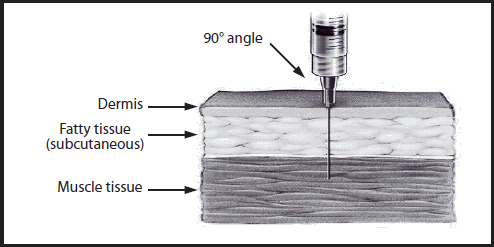 90° angle
Dermis
Fatty tissue
(subcutaneous)
Muscle tissue